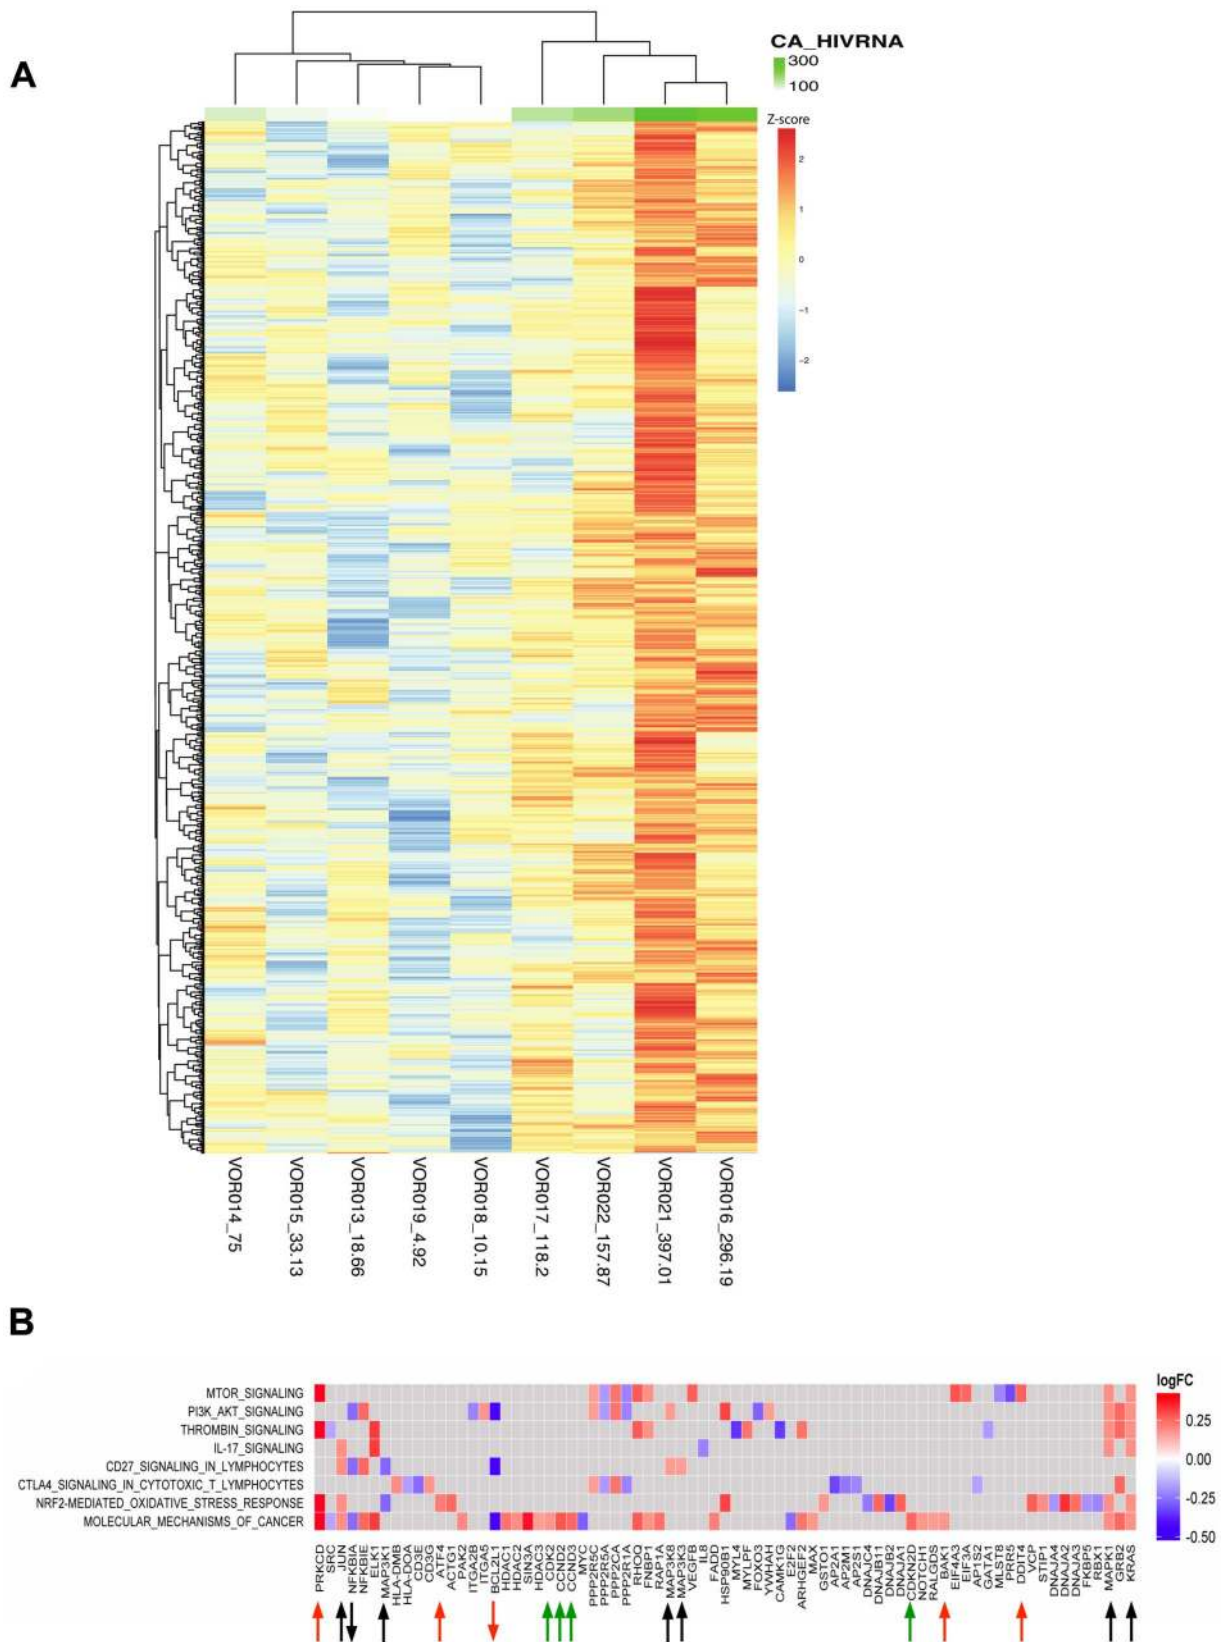 A
CA_HIVRNA
300
100
Z-score
2
1
0
−1
−2
VOR014_75
VOR015_33.13
VOR013_18.66
VOR019_4.92
VOR018_10.15
VOR017_118.2
VOR022_157.87
VOR021_397.01
VOR016_296.19
B
logFC
0.25
0.00
-0.25
-0.50
MTOR_SIGNALING
PI3K_AKT_SIGNALING
THROMBIN_SIGNALING
IL-17_SIGNALING
CD27_SIGNALING_IN_LYMPHOCYTES
CTLA4_SIGNALING_IN_CYTOTOXIC_T_LYMPHOCYTES
NRF2-MEDIATED_OXIDATIVE_STRESS_RESPONSE
MOLECULAR_MECHANISMS_OF_CANCER
PRKCD
SRC
JUN
NFKBIA
NFKBIE
ELK1
MAP3K1
HLA-DMB
HLA-DOA
CD3E
CD3G
ATF4
ACTG1
PAK2
ITGA2B
ITGA5
BCL2L1
HDAC1
HDAC2
SIN3A
HDAC3
CDK2
CCND2
CCND3
MYC
PPP2R5C
PPP2R5A
PPP2CA
PPP2R1A
RHOQ
RNBP1
RAP1A
MAP3K8
MAP3K3
VEGFB
IL8
FADD
HSP90B1
MYL4
MYLPF
FOXO3
YWHAH
CAMK1G
E2F2
ARHGEF2
MAX
GSTO1
AP2A1
AP2M1
AP2S1
DNAJC4
DNAJB11
DNAJB2
DNAJA1
CDKN2D
NOTCH1
RALGDS
BAK1
EIF4A3
EIF3A
AP1S2
GATA1
MLST8
PRR5
DDIT4
VCP
STIP1
DNAJA4
DNAJA2
DNAJA3
FKBP5
RBX1
MAPK1
GRB2
KRAS